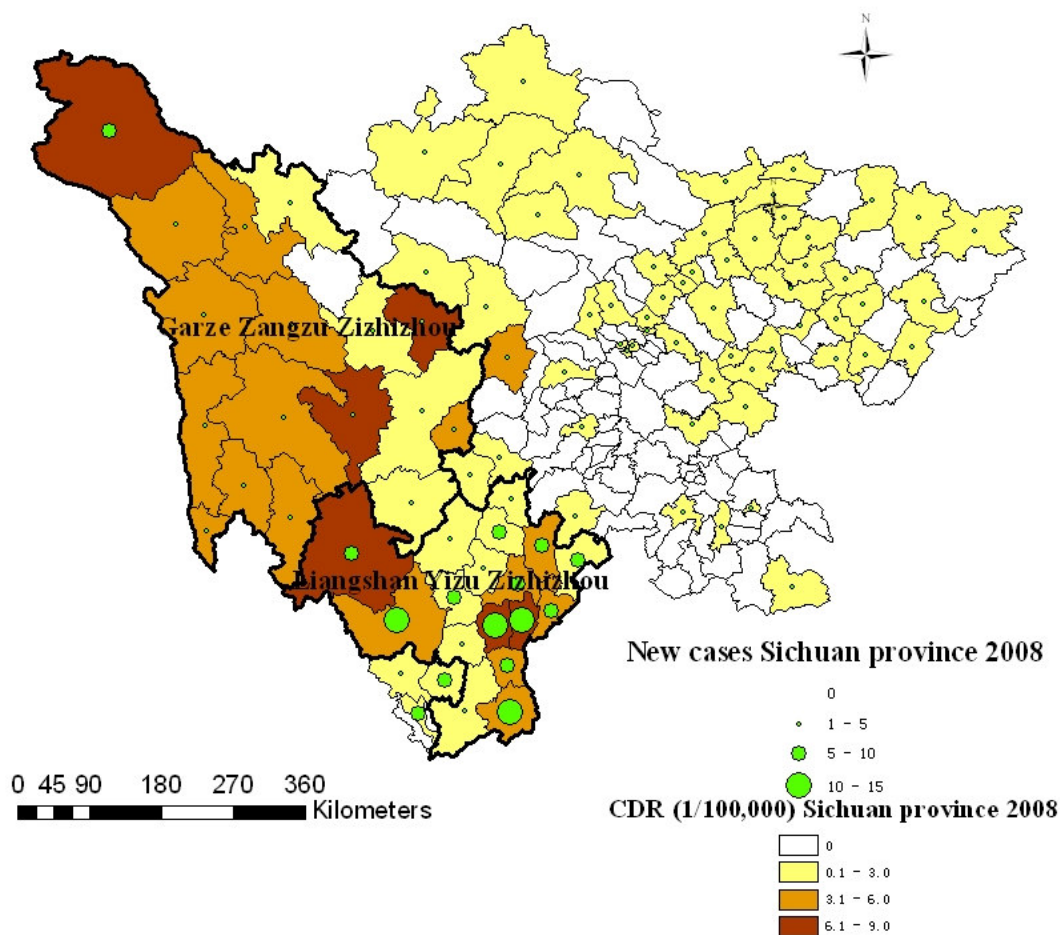 N
N
Garze Zangzu Zizhizhou
Liangshan Yizu Zizhizhou
New cases Sichuan province 2008
0
1 - 5
5 - 10
10 - 15
0 45 90 180 270 360
Kilometers
CDR (1/100,000) Sichuan province 2008
0
0.1 - 3.0
3.1 - 6.0
6.1 - 9.0